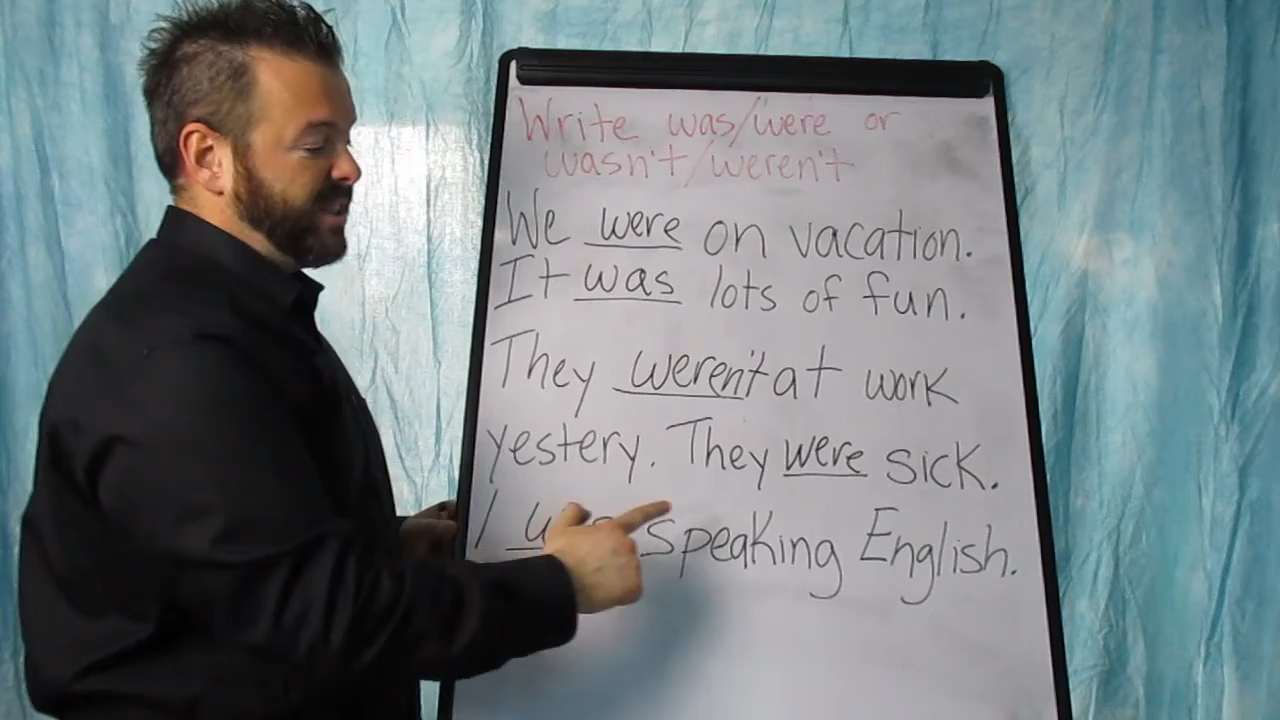 Write was/were or
wasn't/weren't
We were on vacation.
It was lots of fun.
They weren't at work
yestery. They were sick.
I speaking English.